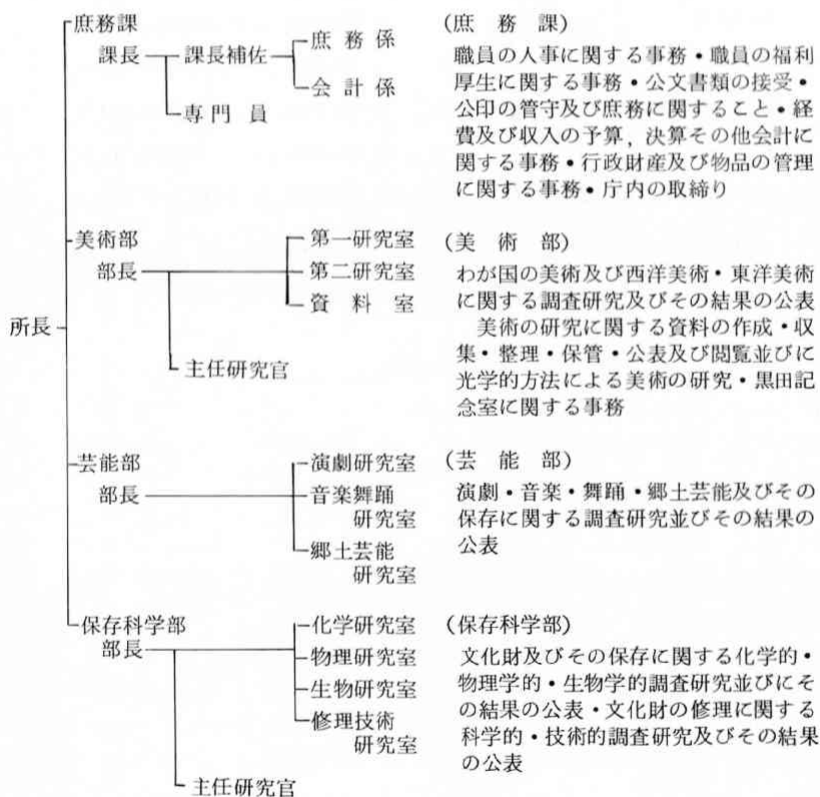 所長
庶務課
課長
課長補佐
庶務係
会計係
専門員
(庶務課)
職員の人事に関する事務・職員の福利
厚生に関する事務・公文書類の接受・
公印の管守及び庶務に関すること・経
費及び収入の予算，決算その他会計に
関する事務・行政財産及び物品の管理
に関する事務・庁内の取締り
美術部
部長
第一研究室
第二研究室
資料室
主任研究官
(美術部)
わが国の美術及び西洋美術・東洋美術
に関する調査研究及びその結果の公表
美術の研究に関する資料の作成・収
集・整理・保管・公表及び閲覧並びに
光学的方法による美術の研究・黒田記
念室に関する事務
芸能部
部長
演劇研究室
音楽舞踊
研究室
郷土芸能
研究室
(芸能部)
演劇・音楽・舞踊・郷土芸能及びその
保存に関する調査研究並びその結果の
公表
保存科学部
部長
化学研究室
物理研究室
生物研究室
修理技術
研究室
主任研究官
(保存科学部)
文化財及びその保存に関する化学的・
物理学的・生物学的調査研究並びにそ
の結果の公表・文化財の修理に関する
科学的・技術的調査研究及びその結果
の公表